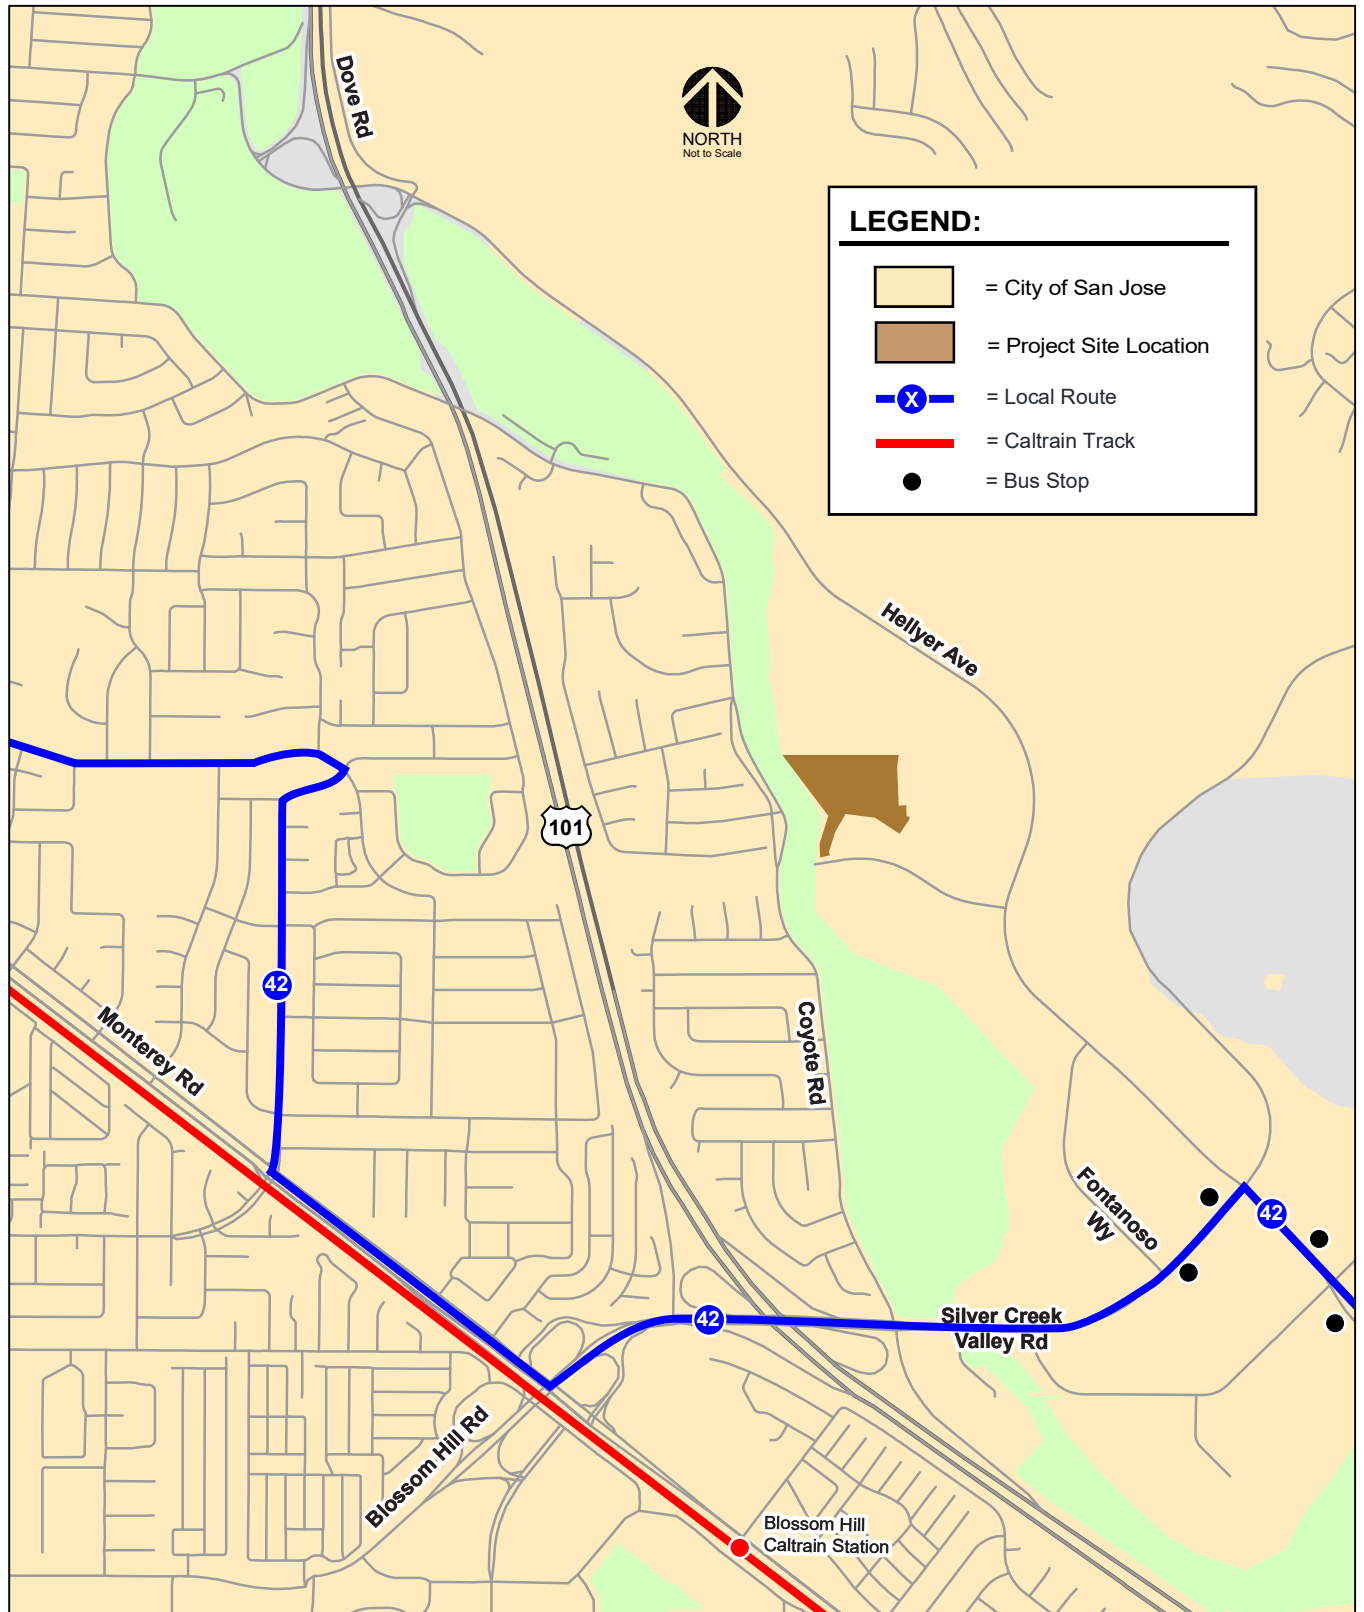 Dove Rd
NORTH
Not to Scale
LEGEND:
= City of San Jose
= Project Site Location
X
= Local Route
= Caltrain Track
= Bus Stop
Hellyer Ave
101
42
Monterey Rd
Coyote Rd
Fontanoso
Wy
42
42
Silver Creek
Valley Rd
Blossom Hill Rd
Blossom Hill
Caltrain Station